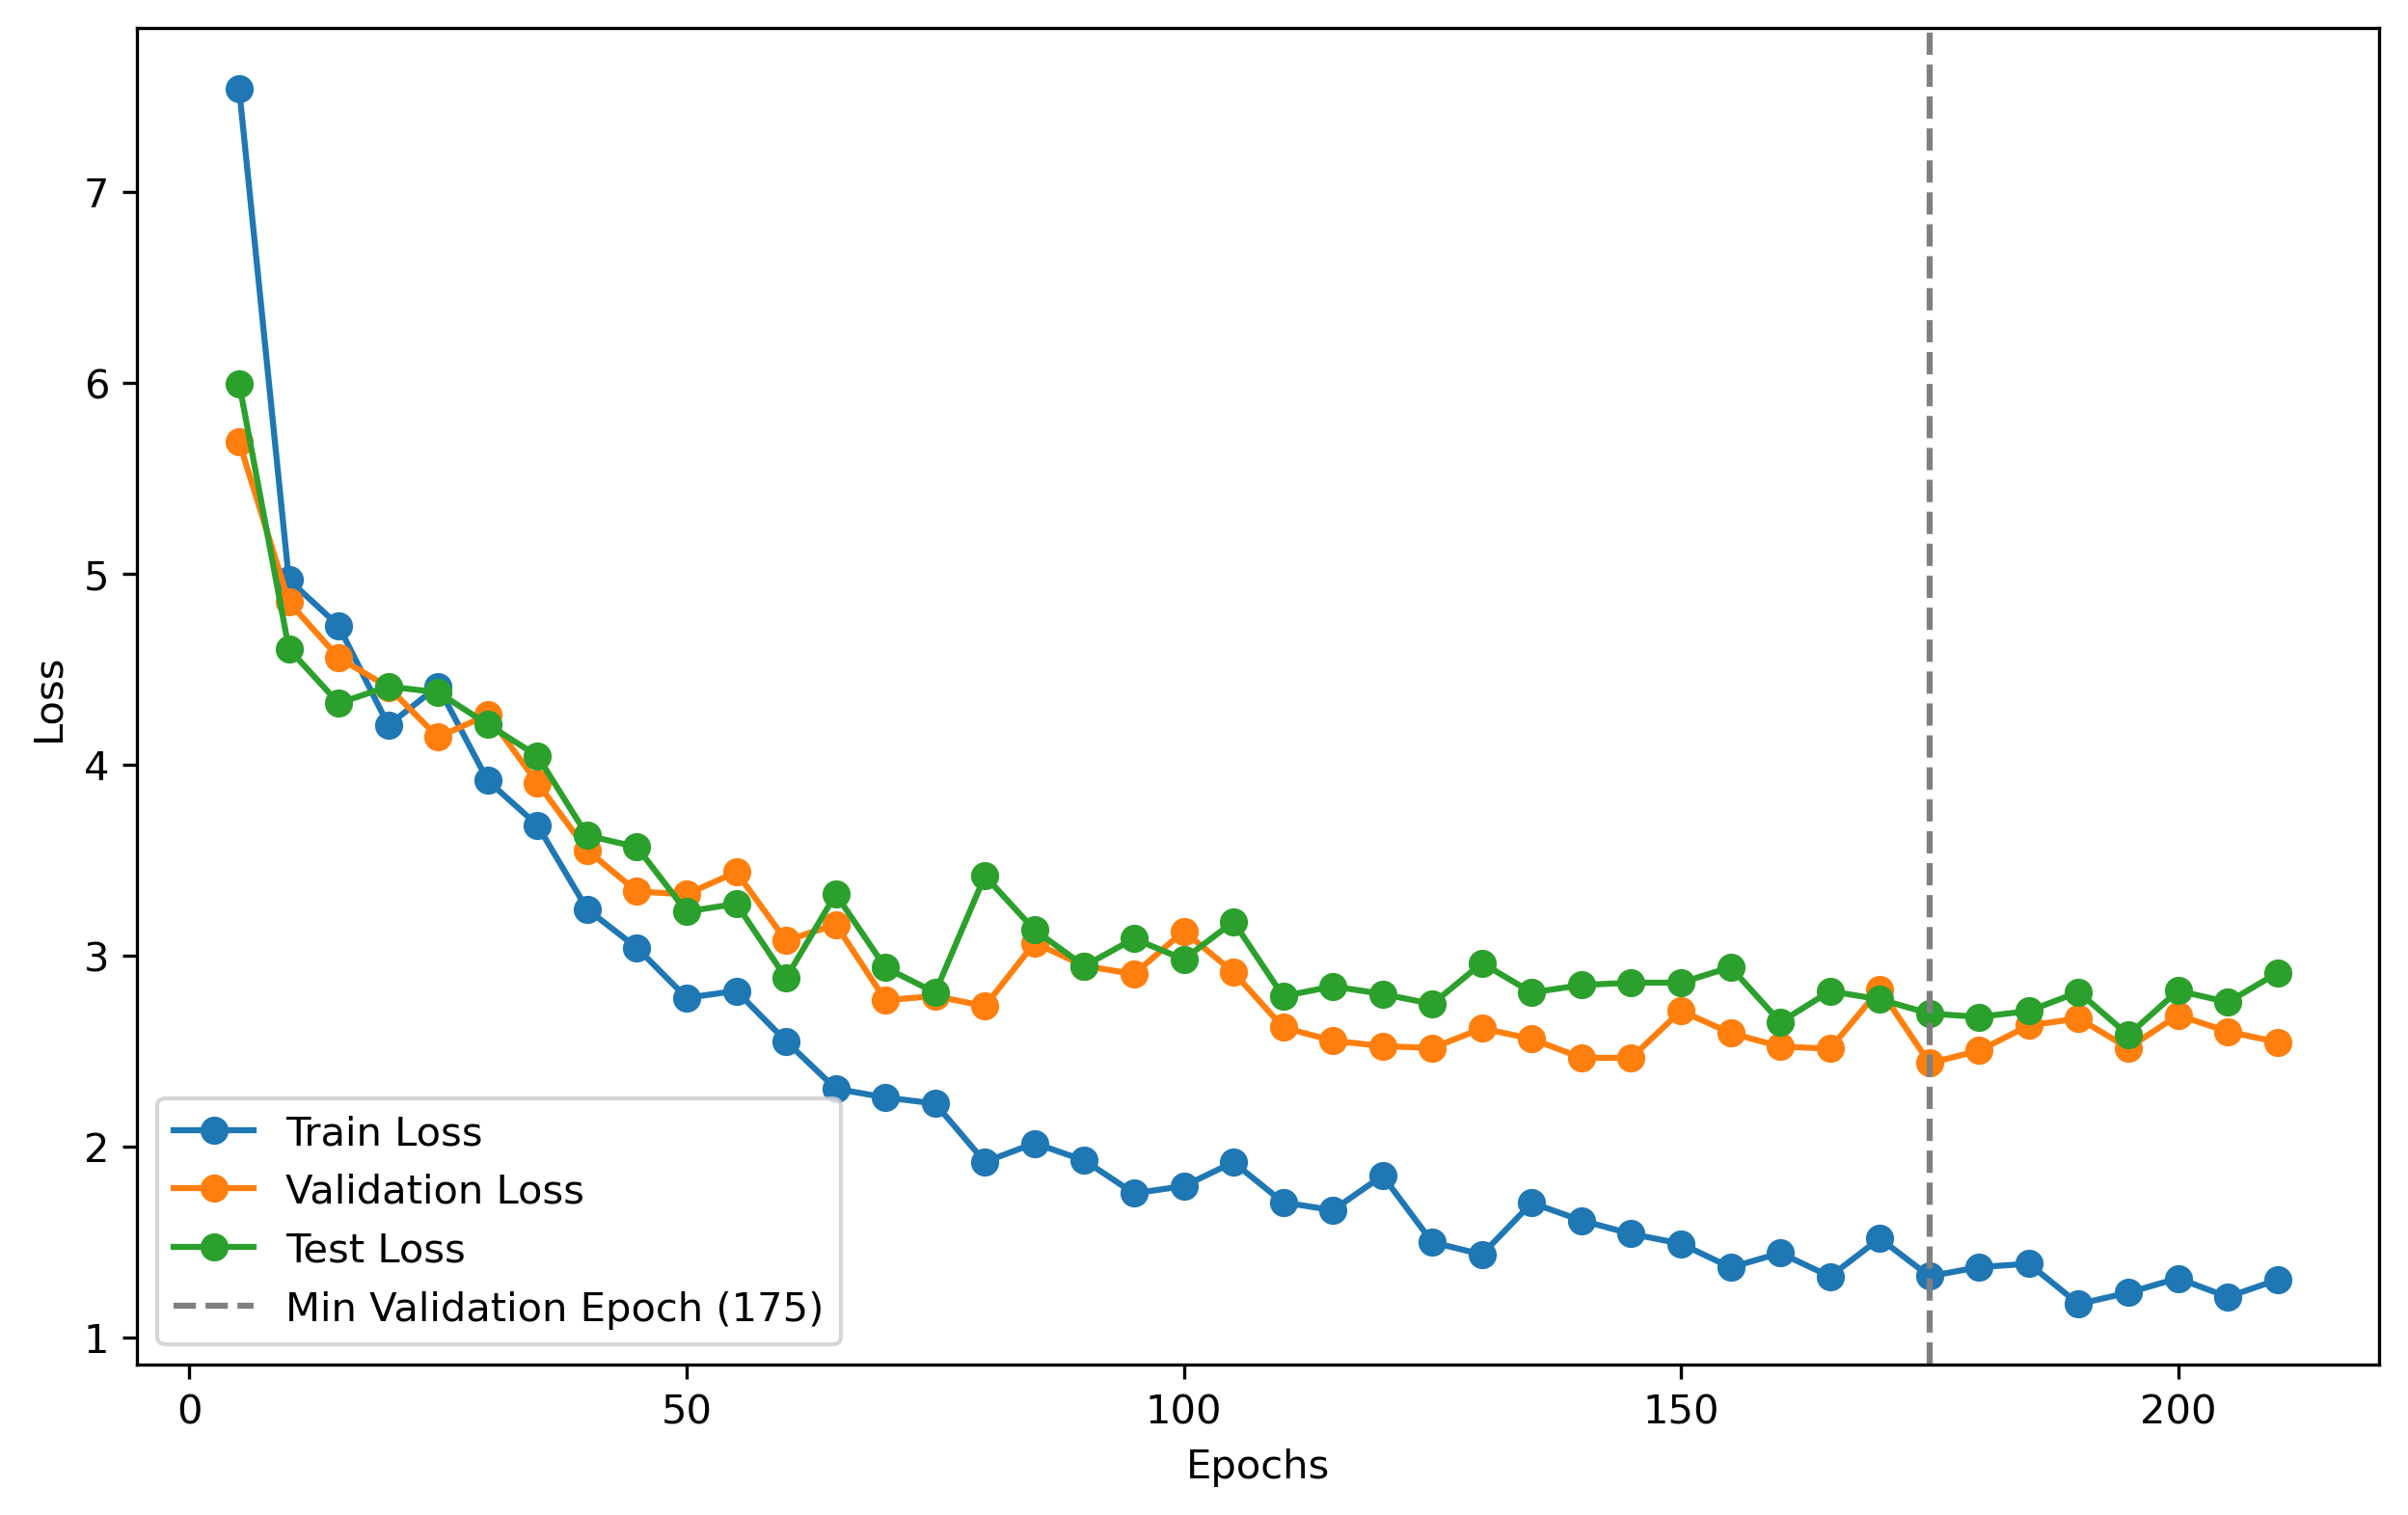 7
6
5
4
3
2
1
Loss
Train Loss
Validation Loss
Test Loss
Min Validation Epoch (175)
0 50 100 150 200
Epochs